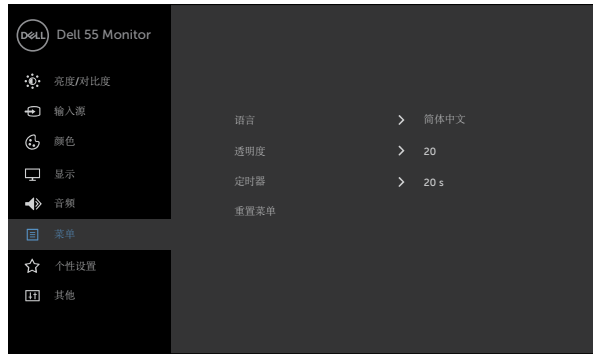 DELL Dell 55 Monitor
亮度/对比度
输入源
颜色
显示
音频
菜单
个性设置
其他
语言 简体中文
透明度 20
定时器 20 s
重置菜单